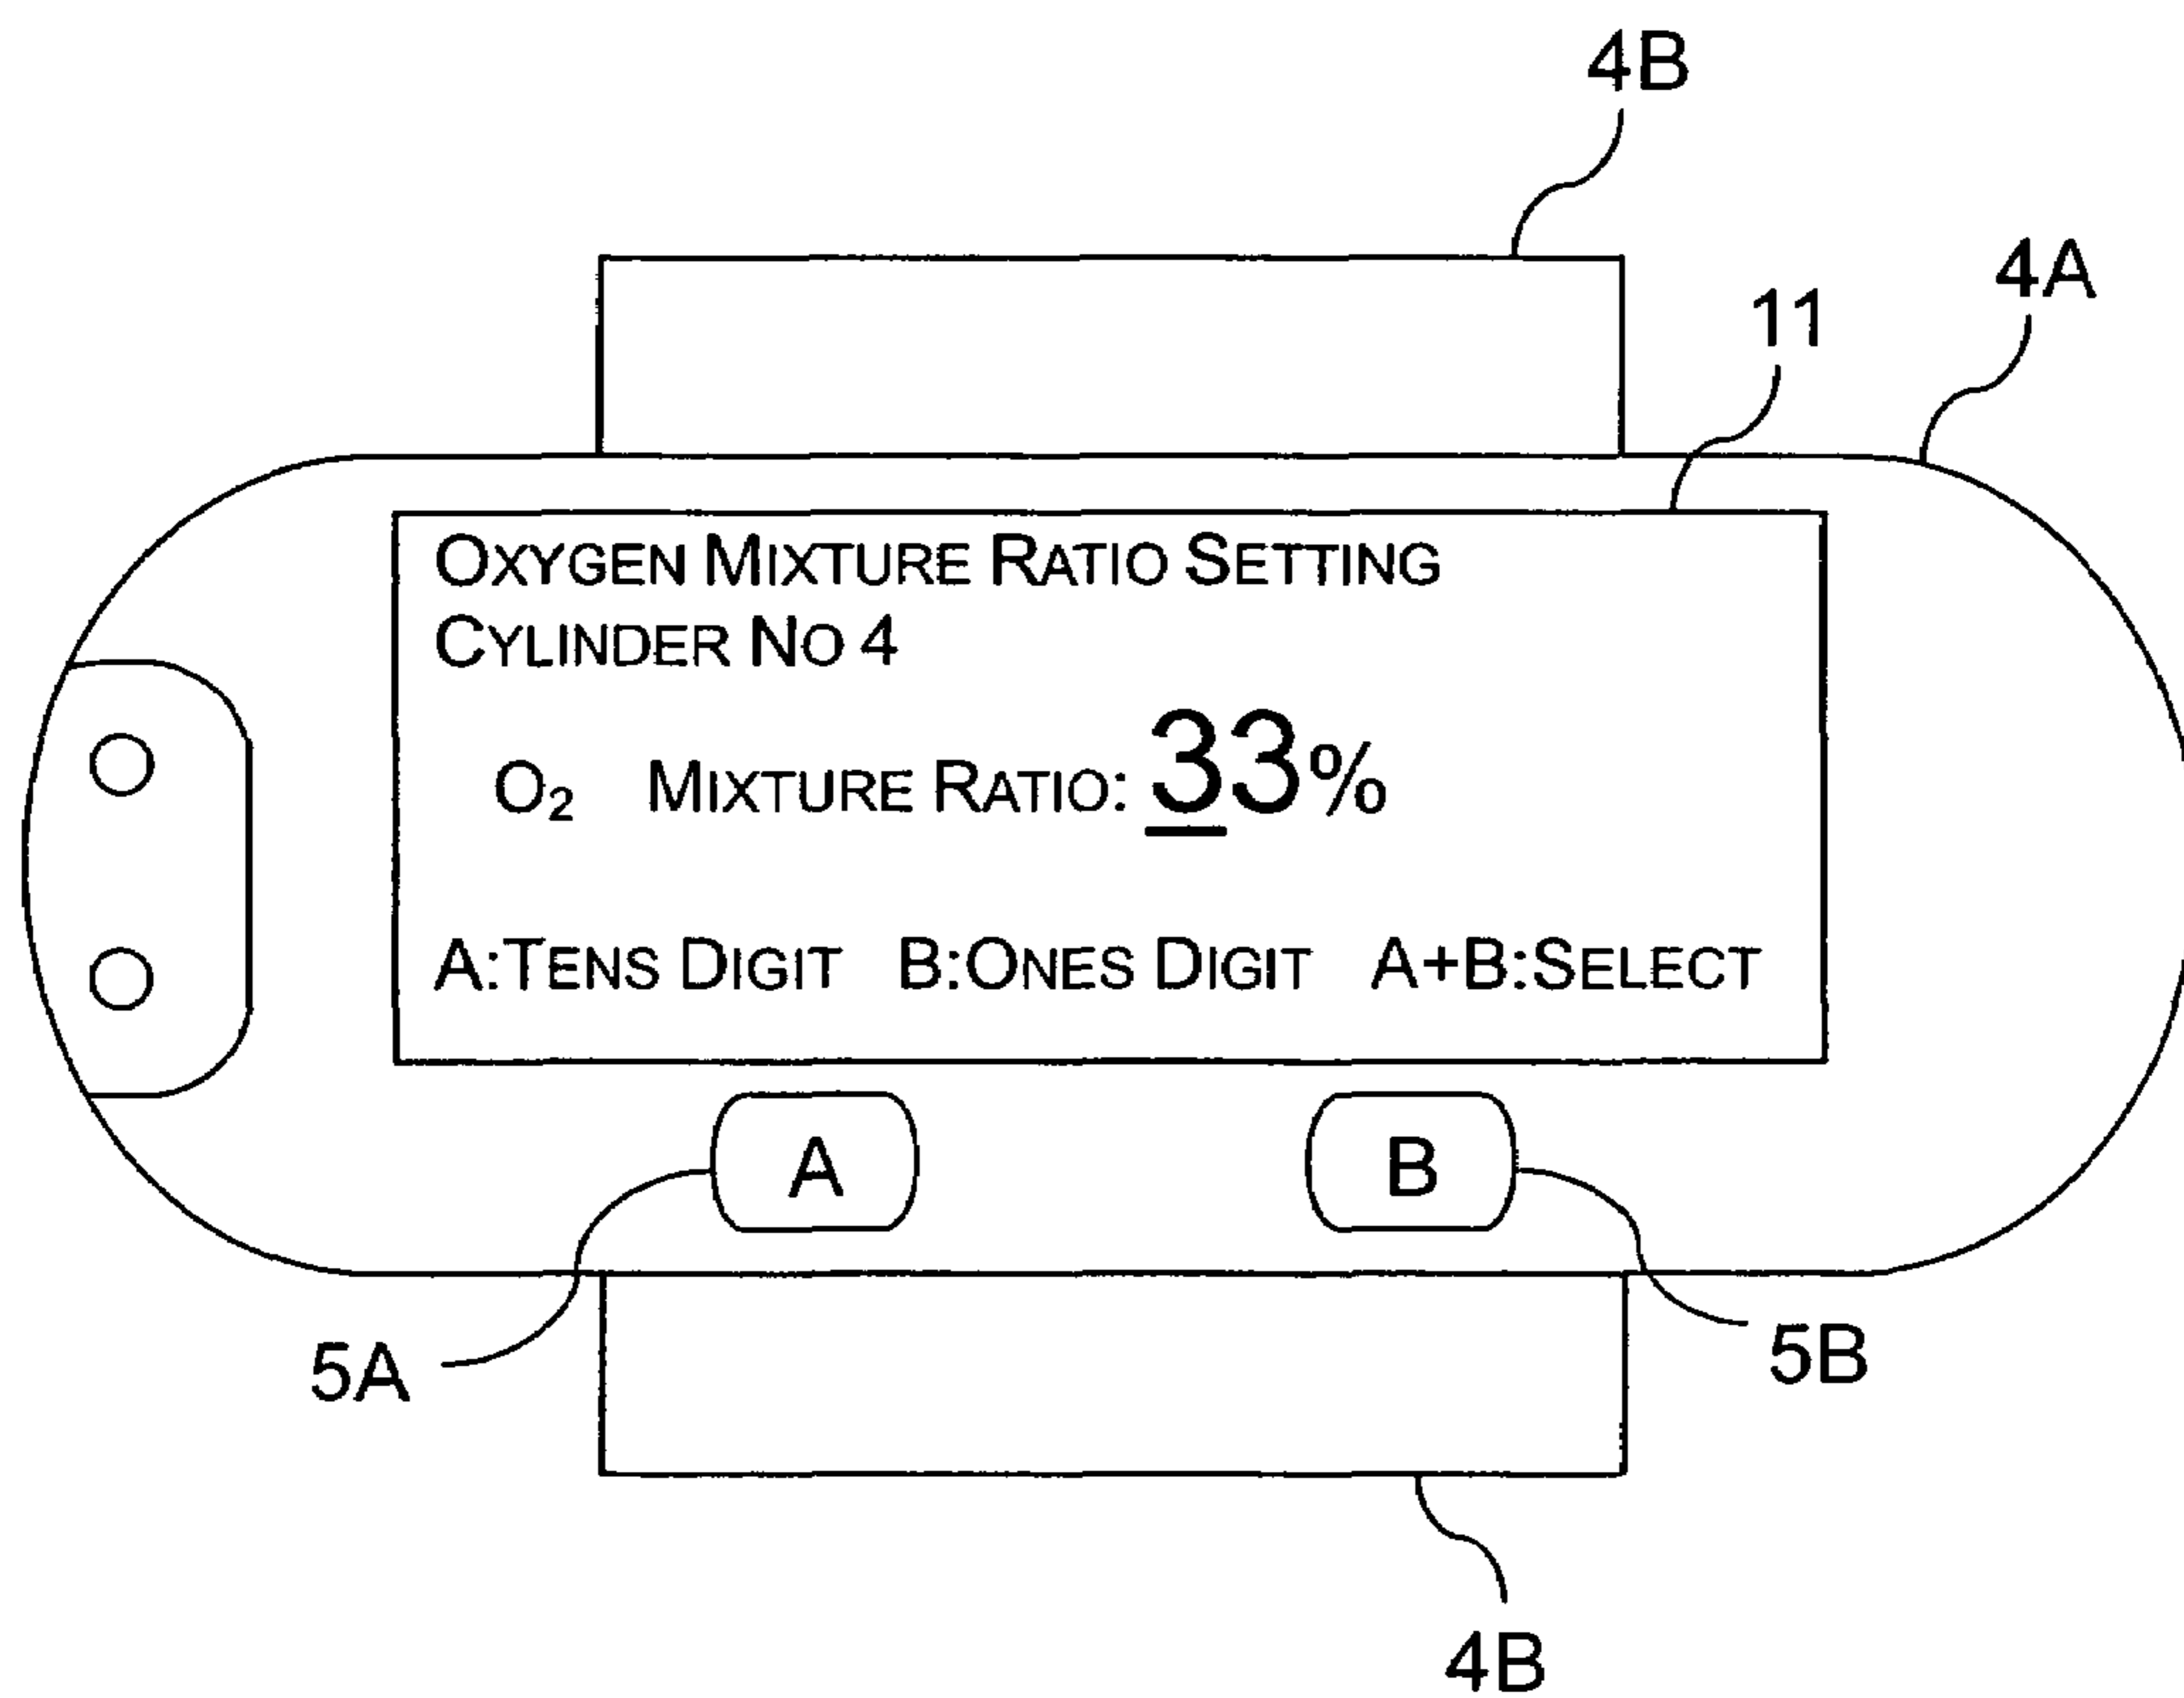 4B
4A
11
OXYGEN MIXTURE RATIO SETTING
CYLINDER NO 4
O₂ MIXTURE RATIO: 33%
A:TENS DIGIT B:ONES DIGIT A+B:SELECT
A B
5A 5B
4B